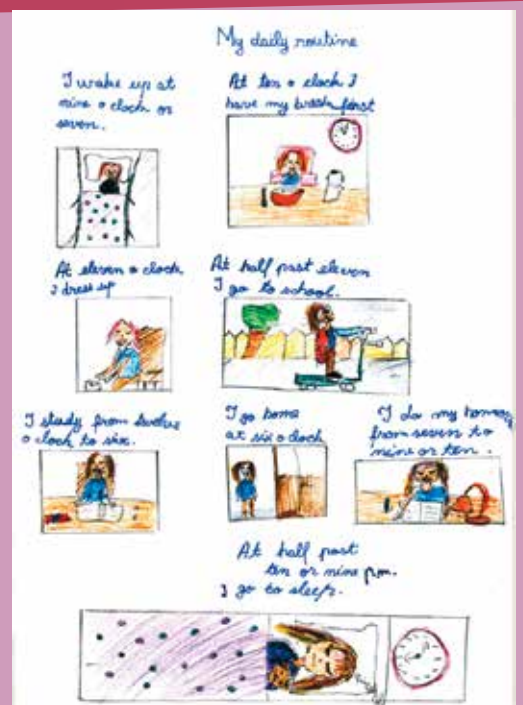 My daily routine
I wake up at
nine o clock or
seven.
At ten o clock I
have my breakfast
At eleven o clock
I dress up
At half past eleven
I go to school.
I study from twelve
o clock to six.
I go home
at six o clock
I do my homew
from seven to
nine or ten.
At half past
ten or nine pm.
I go to sleep.